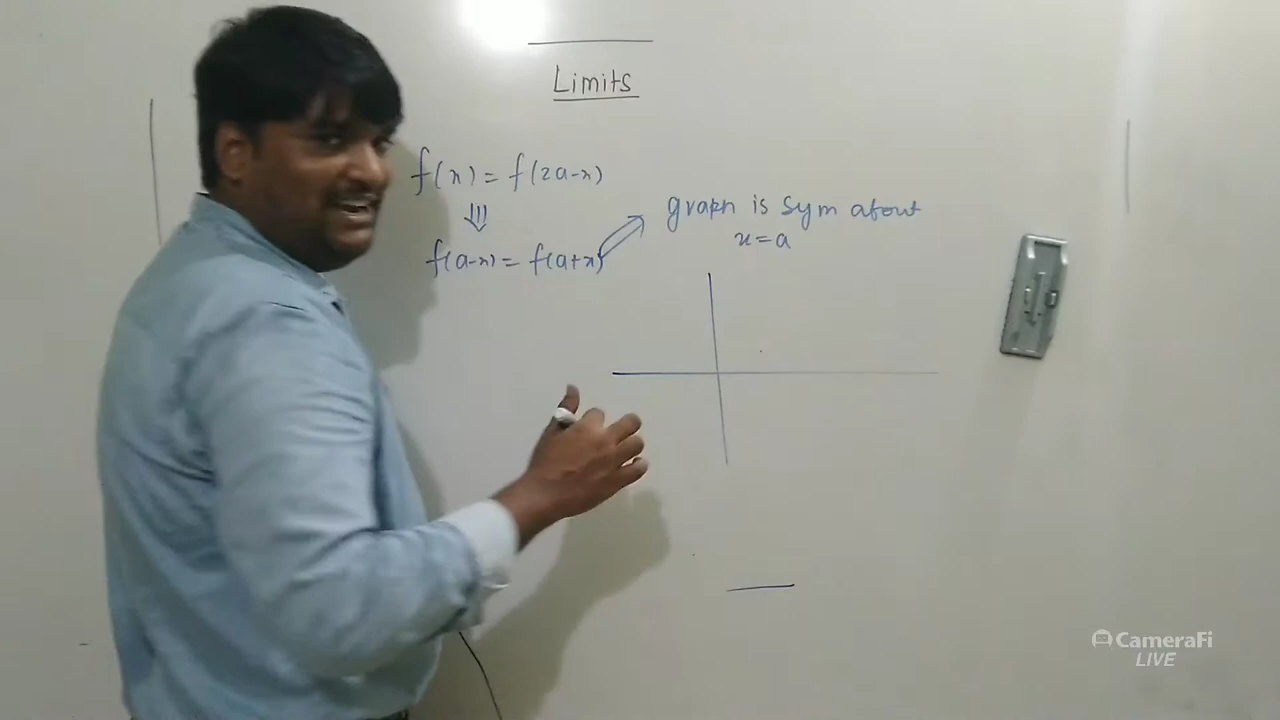 Limits
f(x) = f(2a-x)
⇓
f(a-x) = f(a+x) ⇒ graph is sym about
x=a
CameraFi
LIVE